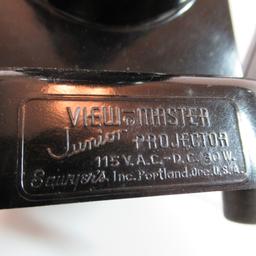 VIEW-MASTER
Junior PROJECTOR
115 V. A.C.-D.C. 30 W.
Sawyer's, Inc. Portland, Ore. U.S.A.